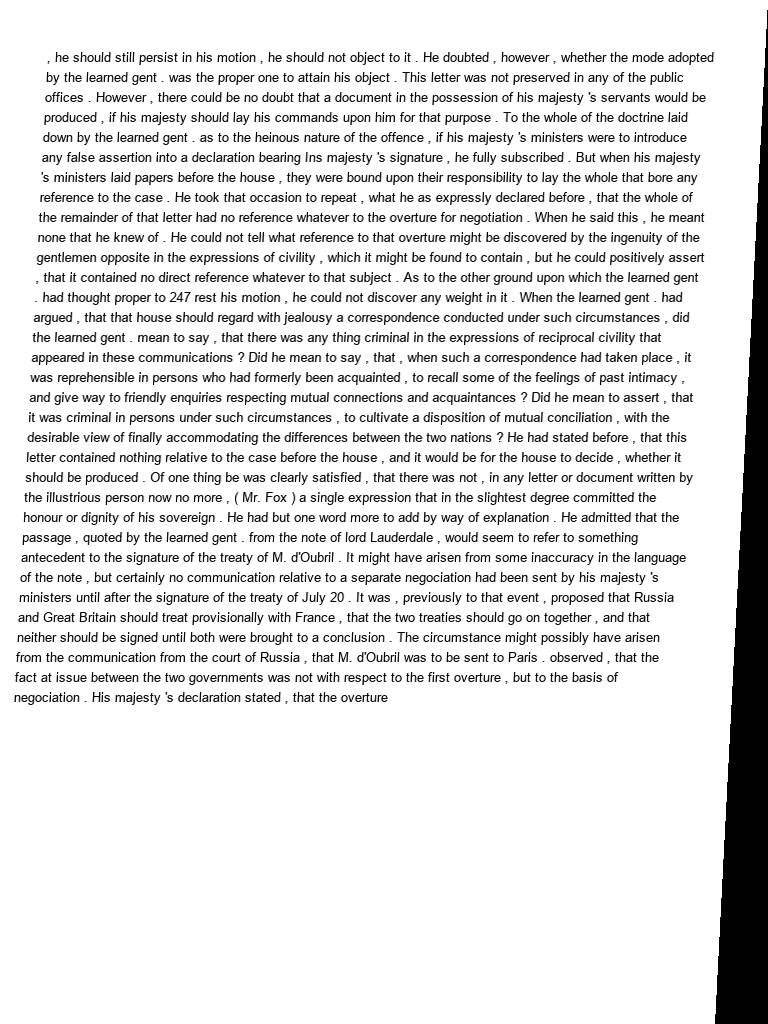 , he should still persist in his motion , he should not object to it . He doubted , however , whether the mode adopted
by the learned gent . was the proper one to attain his object . This letter was not preserved in any of the public
offices . However , there could be no doubt that a document in the possession of his majesty 's servants would be
produced , if his majesty should lay his commands upon him for that purpose . To the whole of the doctrine laid
down by the learned gent . as to the heinous nature of the offence , if his majesty 's ministers were to introduce
any false assertion into a declaration bearing Ins majesty 's signature , he fully subscribed . But when his majesty
's ministers laid papers before the house , they were bound upon their responsibility to lay the whole that bore any
reference to the case . He took that occasion to repeat , what he as expressly declared before , that the whole of
the remainder of that letter had no reference whatever to the overture for negotiation . When he said this , he meant
none that he knew of . He could not tell what reference to that overture might be discovered by the ingenuity of the
gentlemen opposite in the expressions of civility , which it might be found to contain , but he could positively assert
, that it contained no direct reference whatever to that subject . As to the other ground upon which the learned gent
. had thought proper to 247 rest his motion , he could not discover any weight in it . When the learned gent . had
argued , that that house should regard with jealousy a correspondence conducted under such circumstances , did
the learned gent . mean to say , that there was any thing criminal in the expressions of reciprocal civility that
appeared in these communications ? Did he mean to say , that , when such a correspondence had taken place , it
was reprehensible in persons who had formerly been acquainted , to recall some of the feelings of past intimacy ,
and give way to friendly enquiries respecting mutual connections and acquaintances ? Did he mean to assert , that
it was criminal in persons under such circumstances , to cultivate a disposition of mutual conciliation , with the
desirable view of finally accommodating the differences between the two nations ? He had stated before , that this
letter contained nothing relative to the case before the house , and it would be for the house to decide , whether it
should be produced . Of one thing be was clearly satisfied , that there was not , in any letter or document written by
the illustrious person now no more , ( Mr. Fox ) a single expression that in the slightest degree committed the
honour or dignity of his sovereign . He had but one word more to add by way of explanation . He admitted that the
passage , quoted by the learned gent . from the note of lord Lauderdale , would seem to refer to something
antecedent to the signature of the treaty of M. d'Oubril . It might have arisen from some inaccuracy in the language
of the note , but certainly no communication relative to a separate negociation had been sent by his majesty 's
ministers until after the signature of the treaty of July 20 . It was , previously to that event , proposed that Russia
and Great Britain should treat provisionally with France , that the two treaties should go on together , and that
neither should be signed until both were brought to a conclusion . The circumstance might possibly have arisen
from the communication from the court of Russia , that M. d'Oubril was to be sent to Paris . observed , that the
fact at issue between the two governments was not with respect to the first overture , but to the basis of
negociation . His majesty 's declaration stated , that the overture